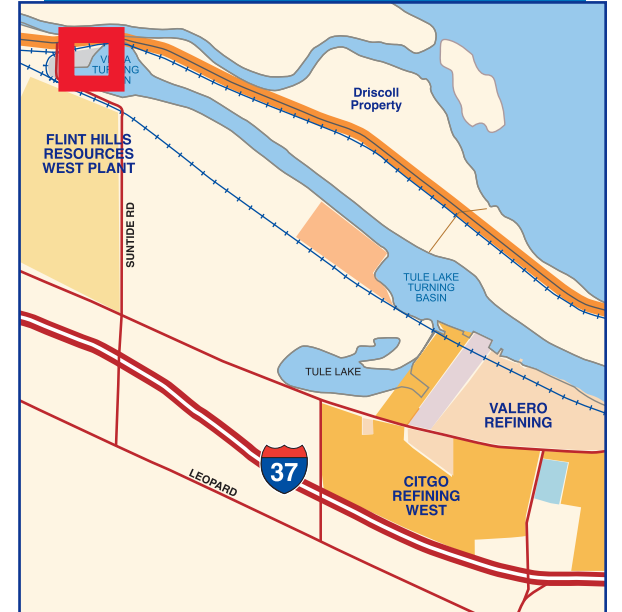 TURNING
Driscoll
Property
FLINT HILLS
RESOURCES
WEST PLANT
SUNTIDE RD
TULE LAKE
TURNING
BASIN
TULE LAKE
VALERO
REFINING
37
CITGO
REFINING
WEST
LEOPARD